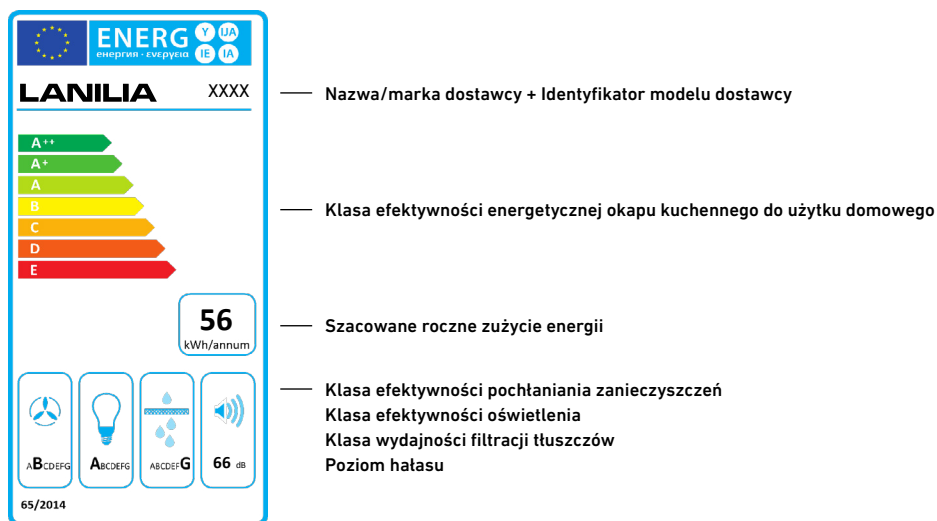 ENERG Y IJA
енергия · ενεργεια IE IA
LANILIA XXXX
Nazwa/marka dostawcy + Identyfikator modelu dostawcy
A++
A+
A
B
C
D
E
Klasa efektywności energetycznej okapu kuchennego do użytku domowego
56
kWh/annum
Szacowane roczne zużycie energii
Klasa efektywności pochłaniania zanieczyszczeń
Klasa efektywności oświetlenia
Klasa wydajności filtracji tłuszczów
Poziom hałasu
ABCDEFG ABCDEFG ABCDEFG 66 dB
65/2014